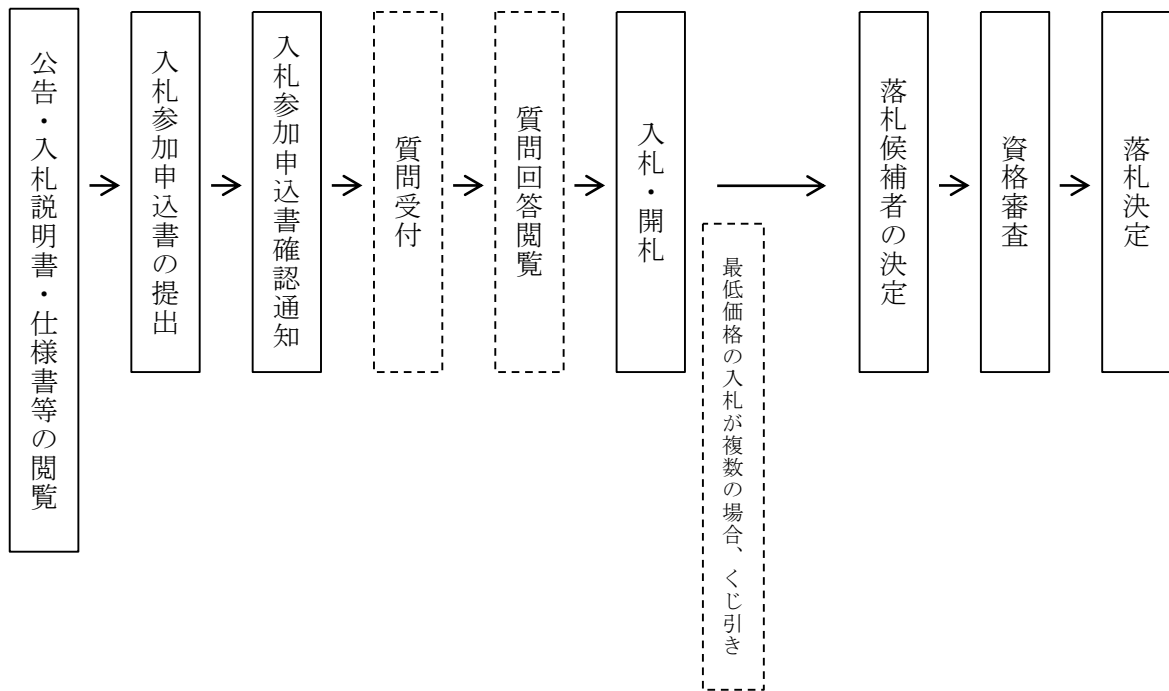 公告・入札説明書・仕様書等の閲覧
入札参加申込書の提出
入札参加申込書確認通知
質問受付
質問回答閲覧
入札・開札
最低価格の入札が複数の場合、くじ引き
落札候補者の決定
資格審査
落札決定